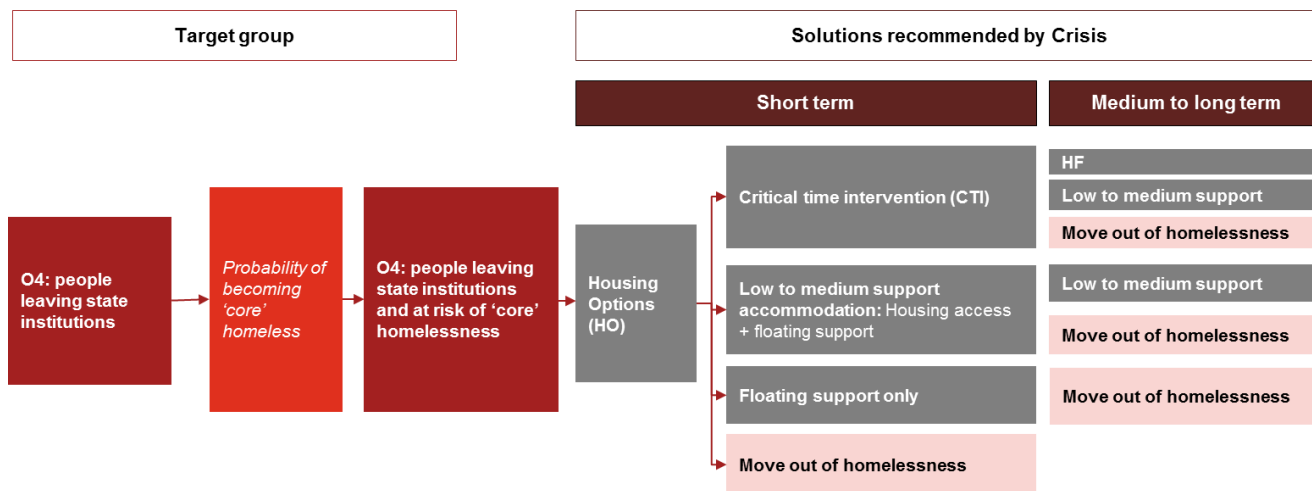 Target group
Solutions recommended by Crisis
Short term
Medium to long term
O4: people
leaving state
institutions
Probability of
becoming
‘core’
homeless
O4: people leaving
state institutions
and at risk of ‘core’
homelessness
Housing
Options
(HO)
Critical time intervention (CTI)
HF
Low to medium support
Move out of homelessness
Low to medium support
accommodation: Housing access
+ floating support
Low to medium support
Move out of homelessness
Floating support only
Move out of homelessness
Move out of homelessness